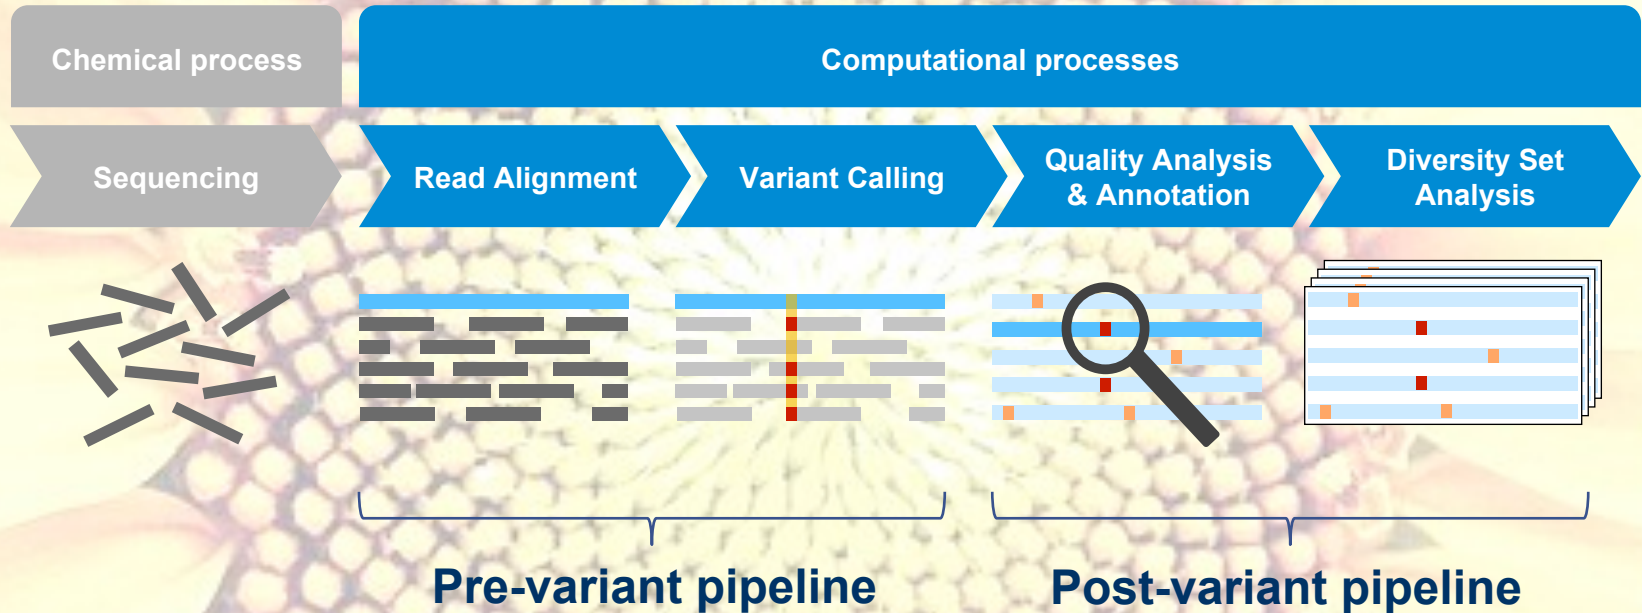 Chemical process
Computational processes
Sequencing
Read Alignment
Variant Calling
Quality Analysis
& Annotation
Diversity Set
Analysis
Pre-variant pipeline
Post-variant pipeline